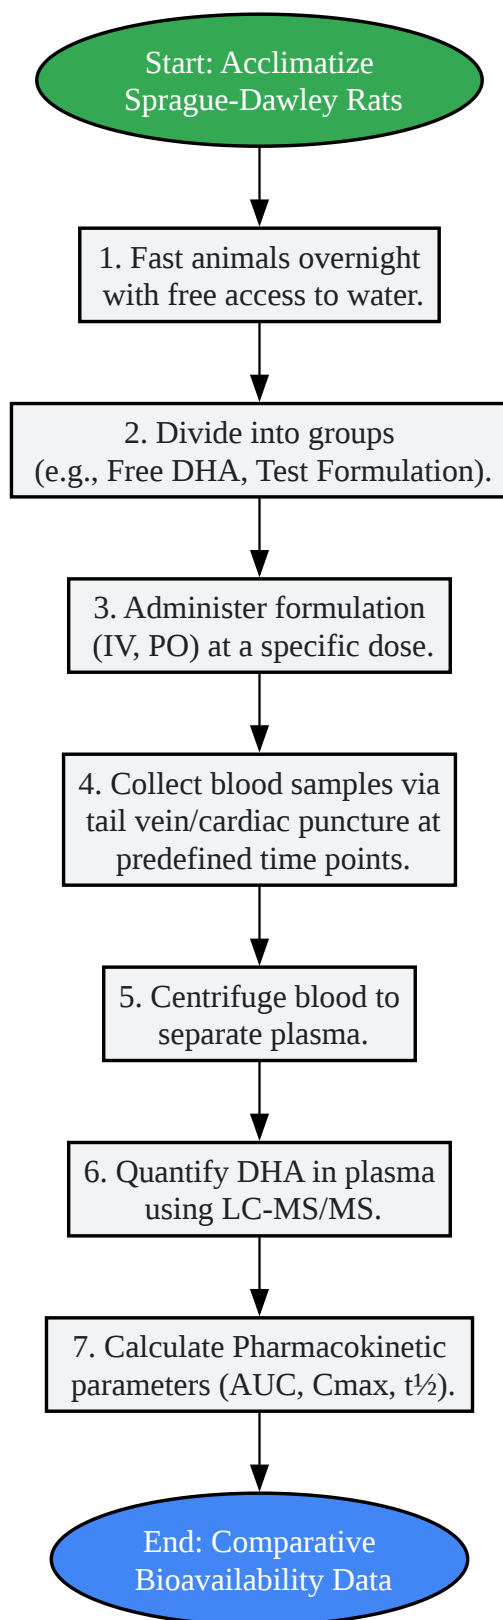 Start: Acclimatize
Sprague-Dawley Rats
1. Fast animals overnight
with free access to water.
2. Divide into groups
(e.g., Free DHA, Test Formulation).
3. Administer formulation
(IV, PO) at a specific dose.
4. Collect blood samples via
tail vein/cardiac puncture at
predefined time points.
5. Centrifuge blood to
separate plasma.
6. Quantify DHA in plasma
using LC-MS/MS.
7. Calculate Pharmacokinetic
parameters (AUC, Cmax, t½).
End: Comparative
Bioavailability Data